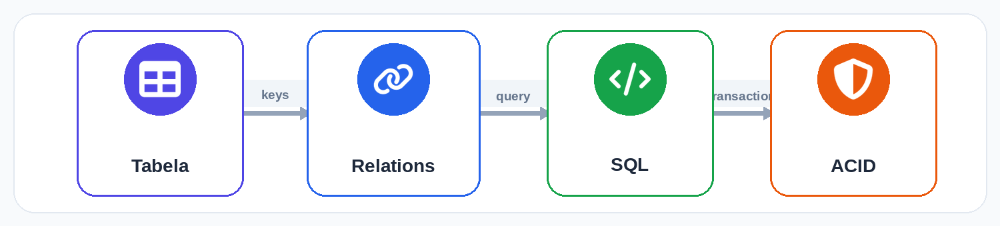 keys
query
ransaction
Tabela
Relations
SQL
ACID